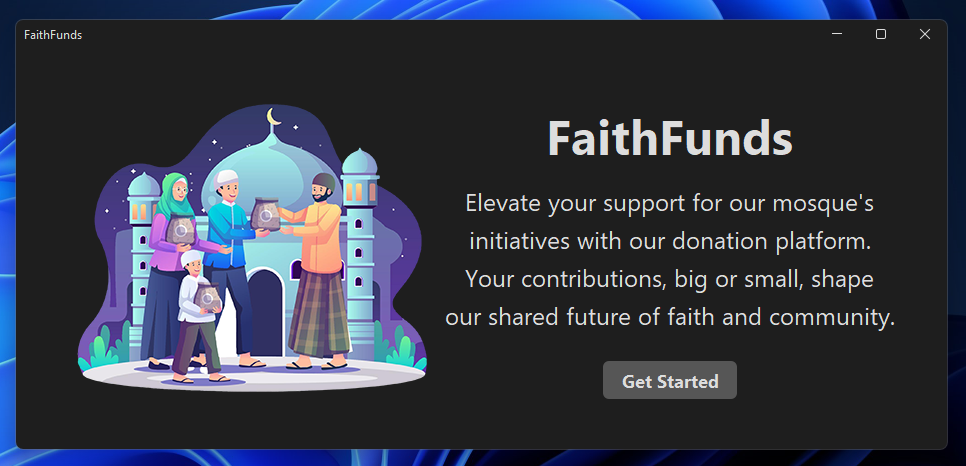 FaithFunds
FaithFunds
Elevate your support for our mosque's
initiatives with our donation platform.
Your contributions, big or small, shape
our shared future of faith and community.
Get Started